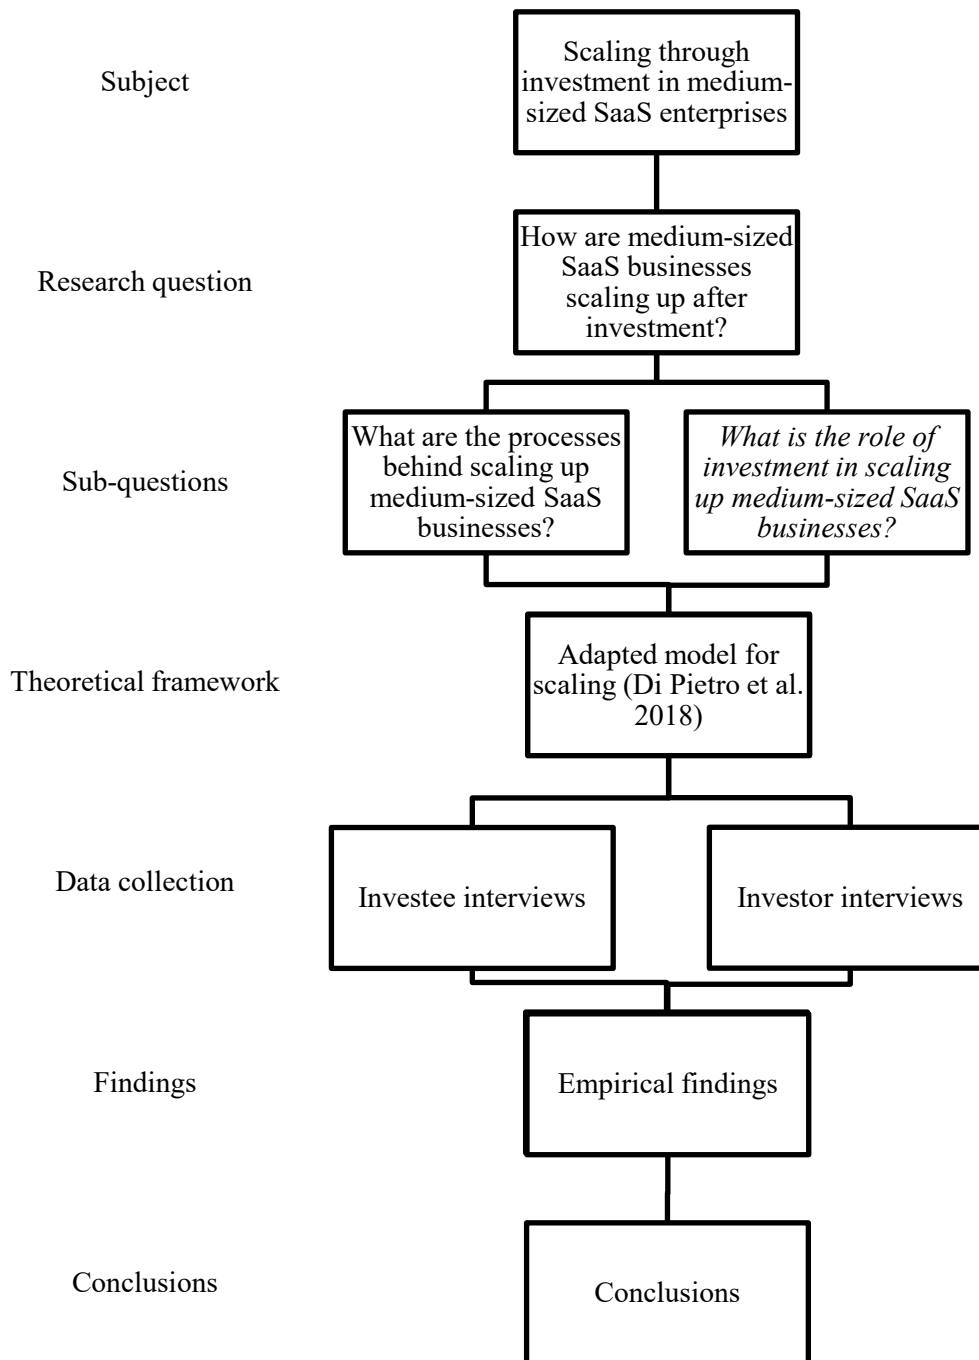 Subject
Scaling through
investment in medium-
sized SaaS enterprises
Research question
How are medium-sized
SaaS businesses
scaling up after
investment?
Sub-questions
What are the processes
behind scaling up
medium-sized SaaS
businesses?
What is the role of
investment in scaling
up medium-sized SaaS
businesses?
Theoretical framework
Adapted model for
scaling (Di Pietro et al.
2018)
Data collection
Investee interviews
Investor interviews
Findings
Empirical findings
Conclusions
Conclusions